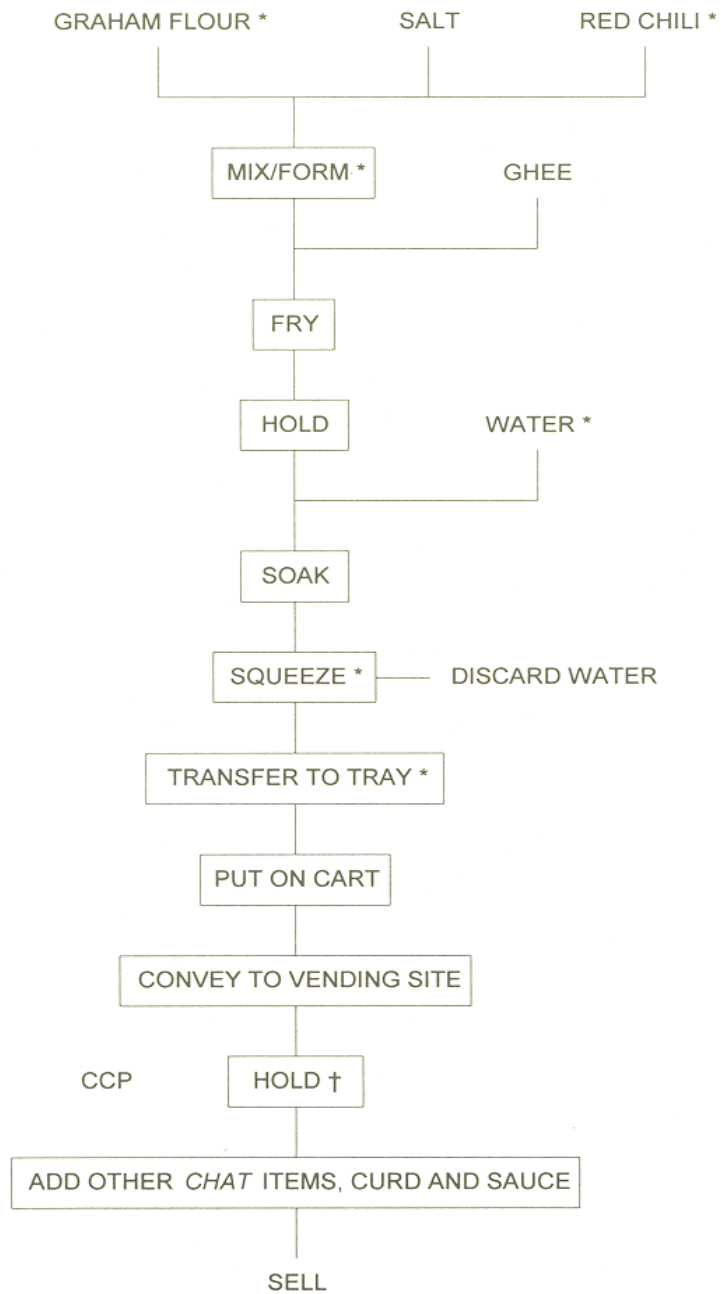 GRAHAM FLOUR * SALT RED CHILI *
MIX/FORM * GHEE
FRY
HOLD WATER *
SOAK
SQUEEZE * DISCARD WATER
TRANSFER TO TRAY *
PUT ON CART
CONVEY TO VENDING SITE
CCP HOLD †
ADD OTHER CHAT ITEMS, CURD AND SAUCE
SELL